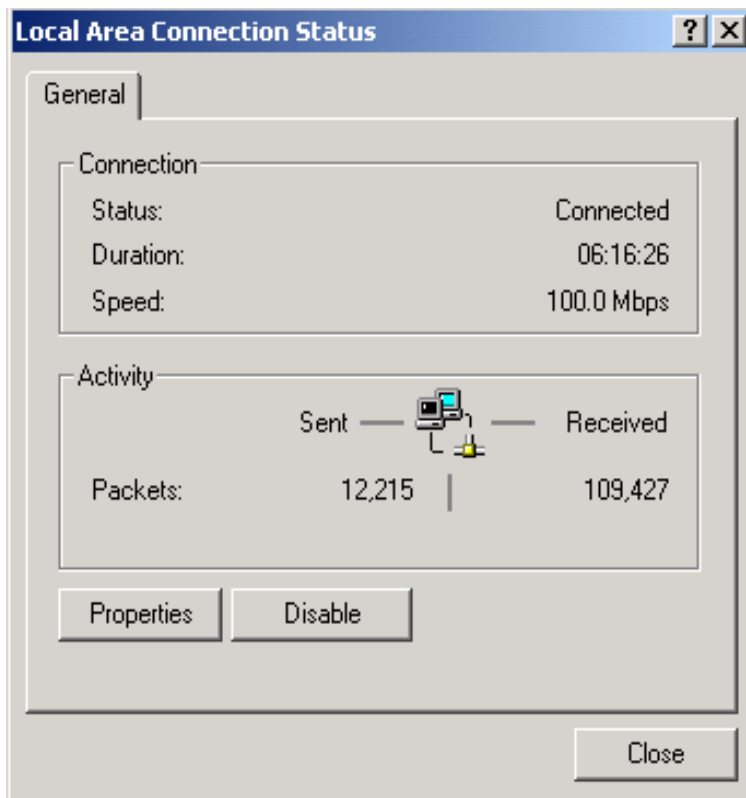 Local Area Connection Status
General
Connection
Status: Connected
Duration: 06:16:26
Speed: 100.0 Mbps
Activity
Sent Received
Packets: 12,215 109,427
Properties Disable
Close